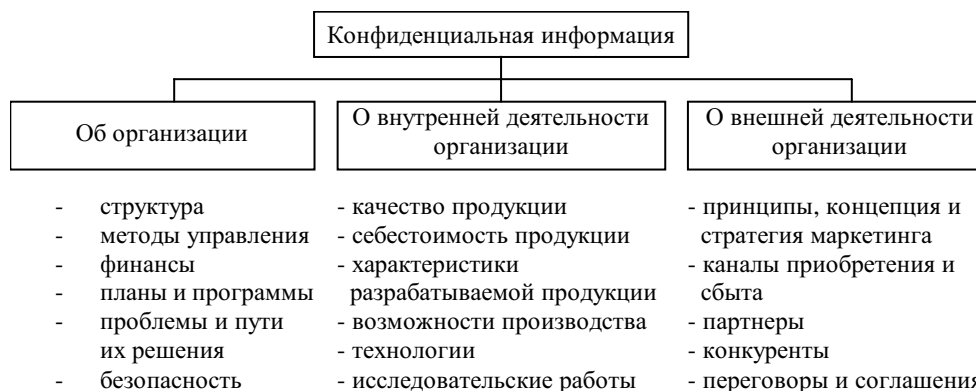 Конфиденциальная информация
Об организации
О внутренней деятельности
организации
О внешней деятельности
организации
- структура
- методы управления
- финансы
- планы и программы
- проблемы и пути
их решения
- безопасность
- качество продукции
- себестоимость продукции
- характеристики
разрабатываемой продукции
- возможности производства
- технологии
- исследовательские работы
- принципы, концепция и
стратегия маркетинга
- каналы приобретения и
сбыта
- партнеры
- конкуренты
- переговоры и соглашения